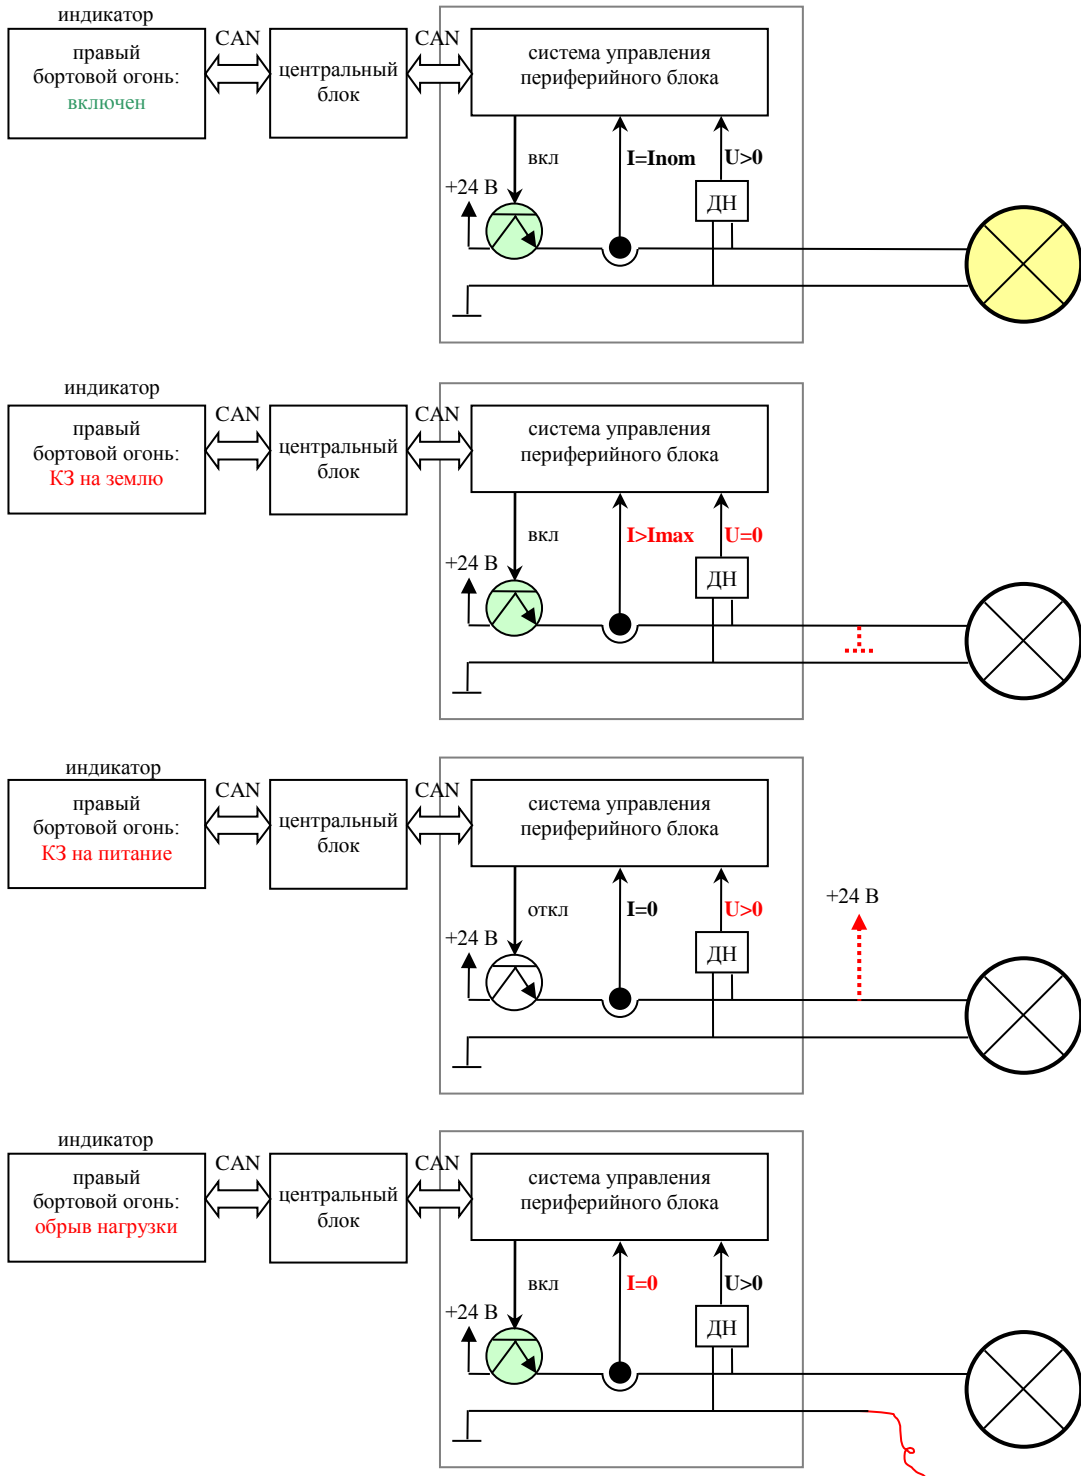 индикатор
CAN
CAN
правый
бортовой огонь:
включен
центральный
блок
система управления
периферийного блока
вкл
I=Inom
U>0
+24 В
ДН
индикатор
CAN
CAN
правый
бортовой огонь:
КЗ на землю
центральный
блок
система управления
периферийного блока
вкл
I>Imax
U=0
+24 В
ДН
индикатор
CAN
CAN
правый
бортовой огонь:
КЗ на питание
центральный
блок
система управления
периферийного блока
откл
I=0
U>0
+24 В
+24 В
ДН
индикатор
CAN
CAN
правый
бортовой огонь:
обрыв нагрузки
центральный
блок
система управления
периферийного блока
вкл
I=0
U>0
+24 В
ДН